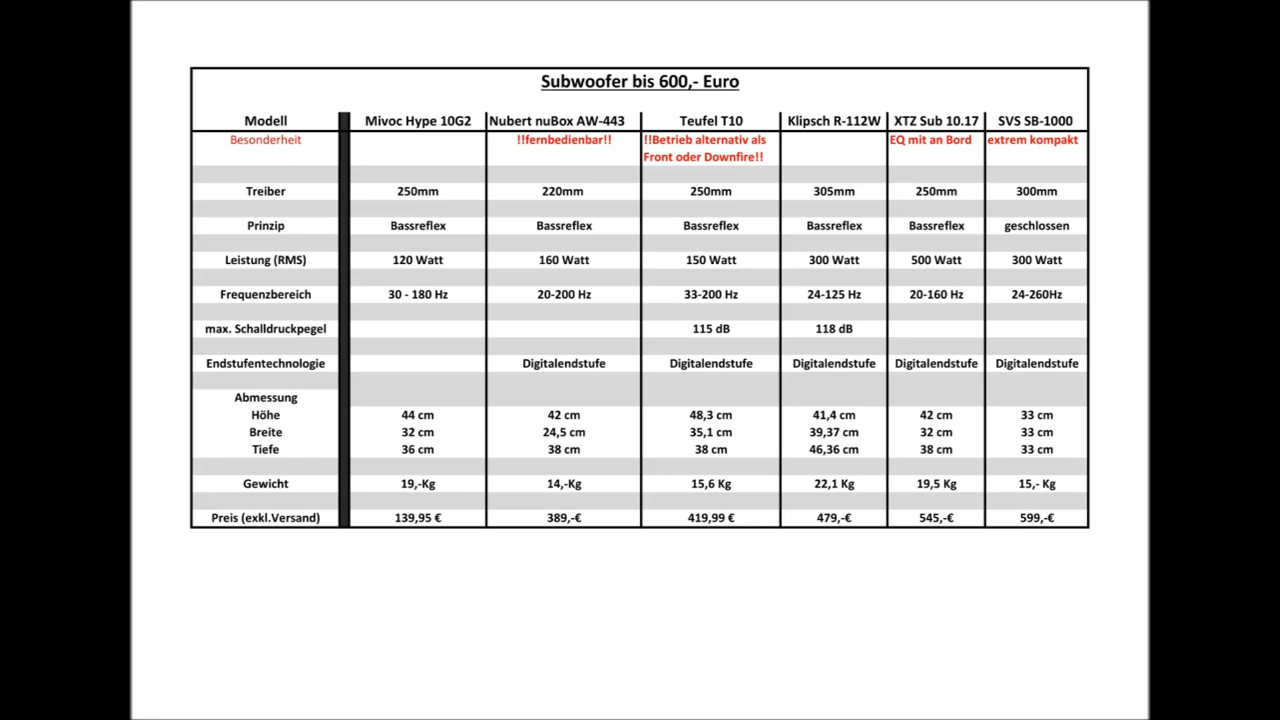 Subwoofer bis 600,- Euro
Modell Mivoc Hype 10G2 Nubert nuBox AW-443 Teufel T10 Klipsch R-112W XTZ Sub 10.17 SVS SB-1000
Besonderheit !!fernbedienbar!! !!Betrieb alternativ als EQ mit an Bord extrem kompakt
Front oder Downfire!!
Treiber 250mm 220mm 250mm 305mm 250mm 300mm
Prinzip Bassreflex Bassreflex Bassreflex Bassreflex Bassreflex geschlossen
Leistung (RMS) 120 Watt 160 Watt 150 Watt 300 Watt 500 Watt 300 Watt
Frequenzbereich 30 - 180 Hz 20-200 Hz 33-200 Hz 24-125 Hz 20-160 Hz 24-260Hz
max. Schalldruckpegel 115 dB 118 dB
Endstufentechnologie Digitalendstufe Digitalendstufe Digitalendstufe Digitalendstufe Digitalendstufe
Abmessung
Höhe 44 cm 42 cm 48,3 cm 41,4 cm 42 cm 33 cm
Breite 32 cm 24,5 cm 35,1 cm 39,37 cm 32 cm 33 cm
Tiefe 36 cm 38 cm 38 cm 46,36 cm 38 cm 33 cm
Gewicht 19,-Kg 14,-Kg 15,6 Kg 22,1 Kg 19,5 Kg 15,- Kg
Preis (exkl.Versand) 139,95 € 389,-€ 419,99 € 479,-€ 545,-€ 599,-€